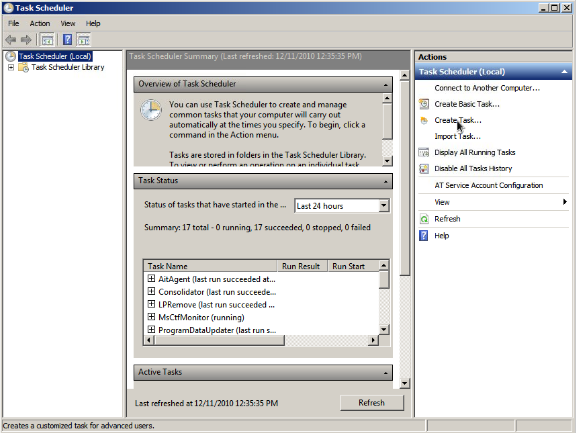 Task Scheduler
File Action View Help
Task Scheduler (Local)
Task Scheduler Library
Task Scheduler Summary (Last refreshed: 12/11/2010 12:35:35 PM)
Overview of Task Scheduler
You can use Task Scheduler to create and manage
common tasks that your computer will carry out
automatically at the times you specify. To begin, click a
command in the Action menu.
Tasks are stored in folders in the Task Scheduler Library.
To view or perform an operation on an individual task,
Task Status
Status of tasks that have started in the ... Last 24 hours
Summary: 17 total - 0 running, 17 succeeded, 0 stopped, 0 failed
Task Name Run Result Run Start
AitAgent (last run succeeded at...
Consolidator (last run succeede...
LPRemove (last run succeeded ...
MsCtfMonitor (running)
ProgramDataUpdater (last run s...
Active Tasks
Last refreshed at 12/11/2010 12:35:35 PM
Refresh
Actions
Task Scheduler (Local)
Connect to Another Computer...
Create Basic Task...
Create Task...
Import Task...
Display All Running Tasks
Disable All Tasks History
AT Service Account Configuration
View
Refresh
Help
Creates a customized task for advanced users.